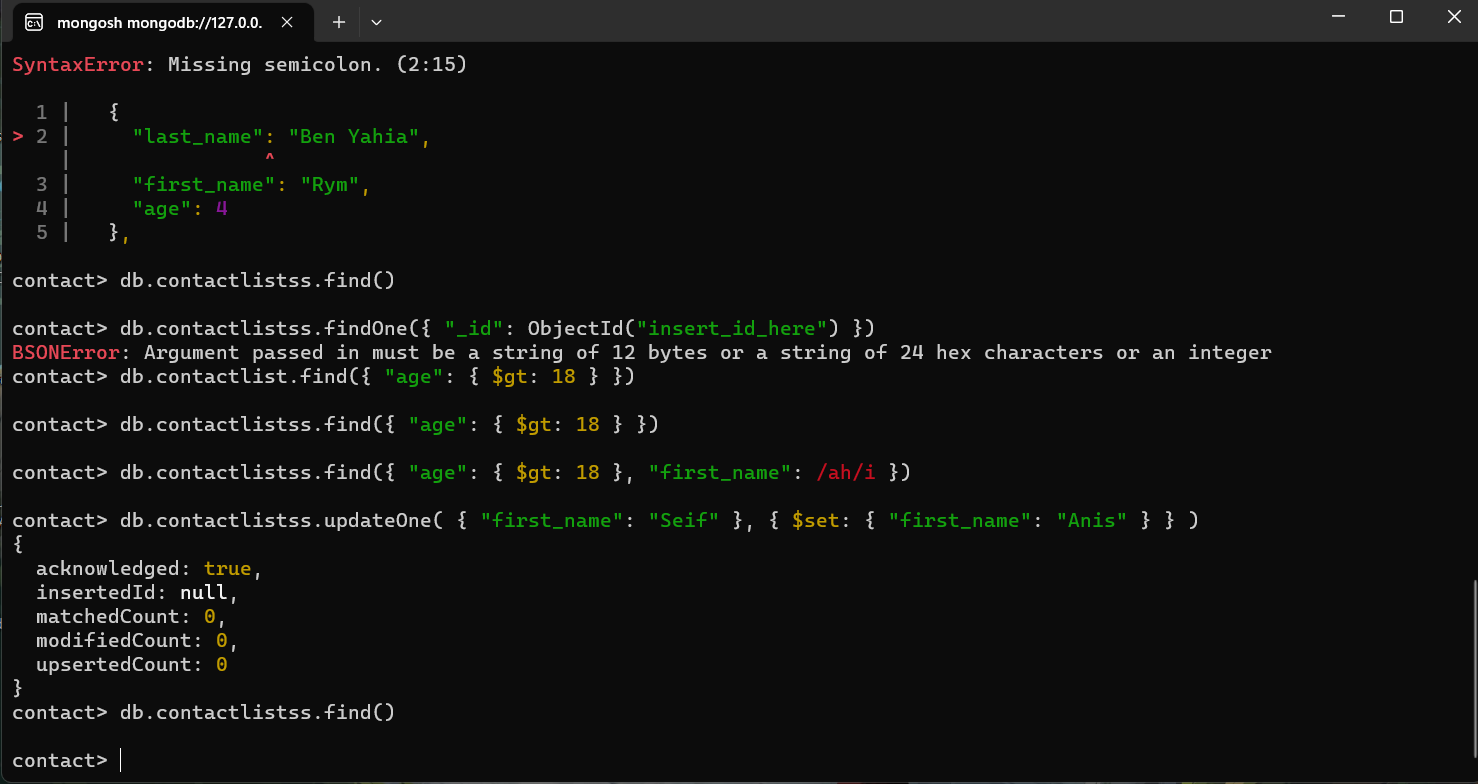 mongosh mongodb://127.0.0.
SyntaxError: Missing semicolon. (2:15)
1 | {
> 2 | "last_name": "Ben Yahia",
| ^
3 | "first_name": "Rym",
4 | "age": 4
5 | },
contact> db.contactlistss.find()
contact> db.contactlistss.findOne({ "_id": ObjectId("insert_id_here") })
BSONError: Argument passed in must be a string of 12 bytes or a string of 24 hex characters or an integer
contact> db.contactlist.find({ "age": { $gt: 18 } })
contact> db.contactlistss.find({ "age": { $gt: 18 } })
contact> db.contactlistss.find({ "age": { $gt: 18 }, "first_name": /ah/i })
contact> db.contactlistss.updateOne( { "first_name": "Seif" }, { $set: { "first_name": "Anis" } } )
{
acknowledged: true,
insertedId: null,
matchedCount: 0,
modifiedCount: 0,
upsertedCount: 0
}
contact> db.contactlistss.find()
contact>